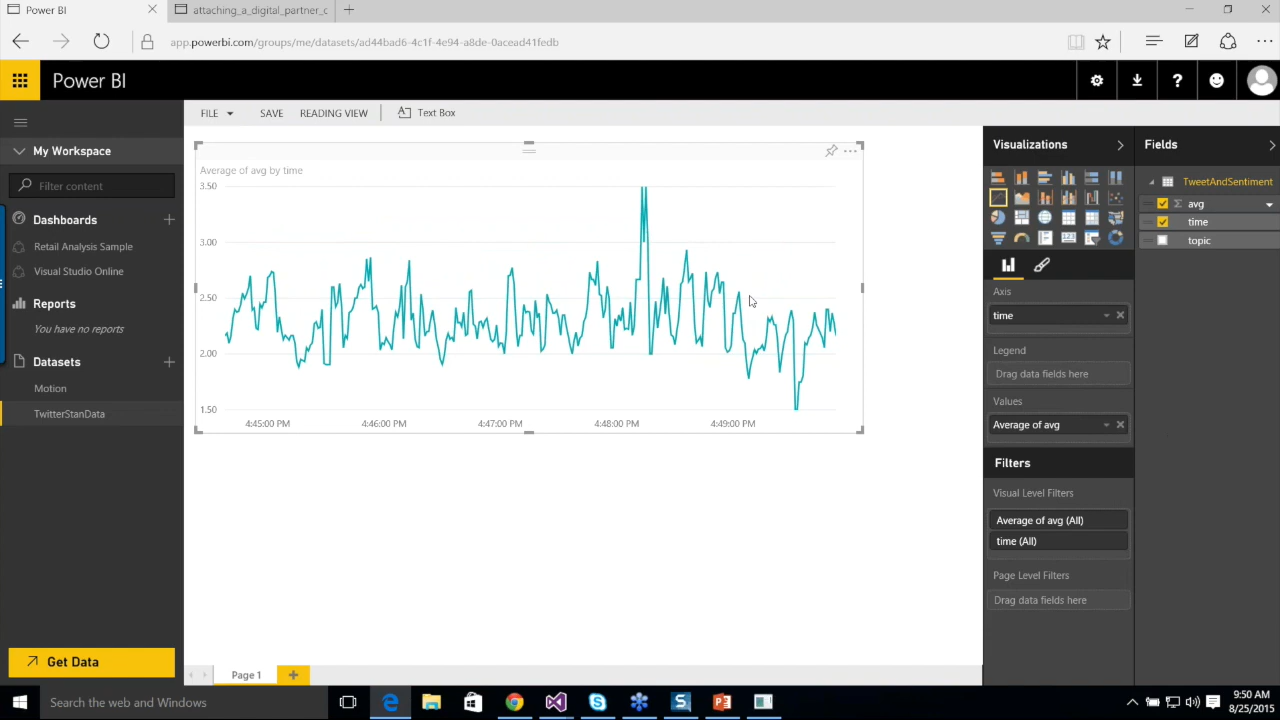 Power BI
attaching_a_digital_partner_c
app.powerbi.com/groups/me/datasets/ad44bad6-4c1f-4e94-a8de-0acead41fedb
Power BI
?
My Workspace
Filter content
Dashboards
Retail Analysis Sample
Visual Studio Online
Reports
You have no reports
Datasets
Motion
TwitterStanData
Get Data
FILE
SAVE
READING VIEW
Text Box
Average of avg by time
3.50
3.00
2.50
2.00
1.50
4:45:00 PM
4:46:00 PM
4:47:00 PM
4:48:00 PM
4:49:00 PM
Page 1
Visualizations
Axis
time
Legend
Drag data fields here
Values
Average of avg
Filters
Visual Level Filters
Average of avg (All)
time (All)
Page Level Filters
Drag data fields here
Fields
TweetAndSentiment
Σ avg
time
topic
Search the web and Windows
9:50 AM
8/25/2015